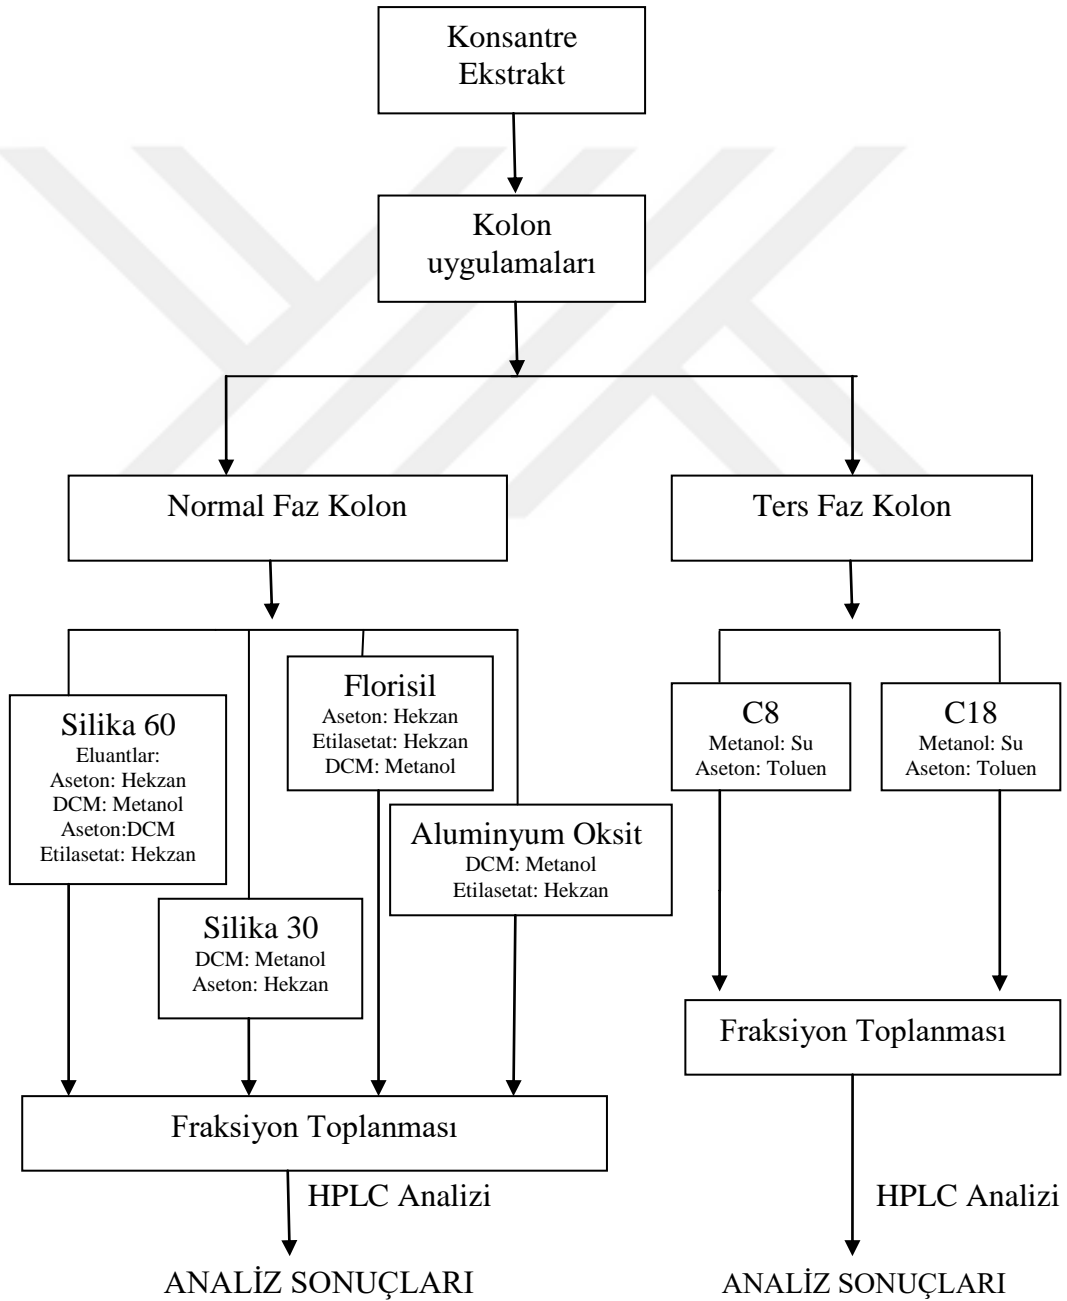 Konsantre
Ekstrakt
Kolon
uygulamaları
Normal Faz Kolon
Ters Faz Kolon
Silika 60
Eluantlar:
Aseton: Hekzan
DCM: Metanol
Aseton:DCM
Etilasetat: Hekzan
Silika 30
DCM: Metanol
Aseton: Hekzan
Florisil
Aseton: Hekzan
Etilasetat: Hekzan
DCM: Metanol
Aluminyum Oksit
DCM: Metanol
Etilasetat: Hekzan
C8
Metanol: Su
Aseton: Toluen
C18
Metanol: Su
Aseton: Toluen
Fraksiyon Toplanması
HPLC Analizi
ANALİZ SONUÇLARI
Fraksiyon Toplanması
HPLC Analizi
ANALİZ SONUÇLARI